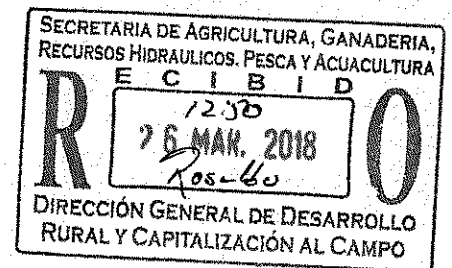 SECRETARIA DE AGRICULTURA, GANADERIA,
RECURSOS HIDRAULICOS. PESCA Y ACUACULTURA
R E C I B I D O
12:50
26 MAR. 2018
DIRECCIÓN GENERAL DE DESARROLLO
RURAL Y CAPITALIZACIÓN AL CAMPO